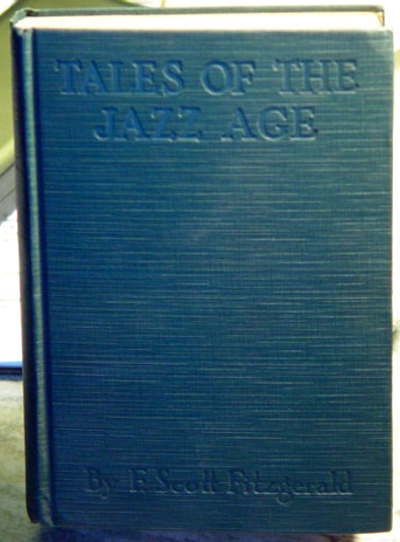 TALES OF THE
JAZZ AGE
By F. Scott Fitzgerald